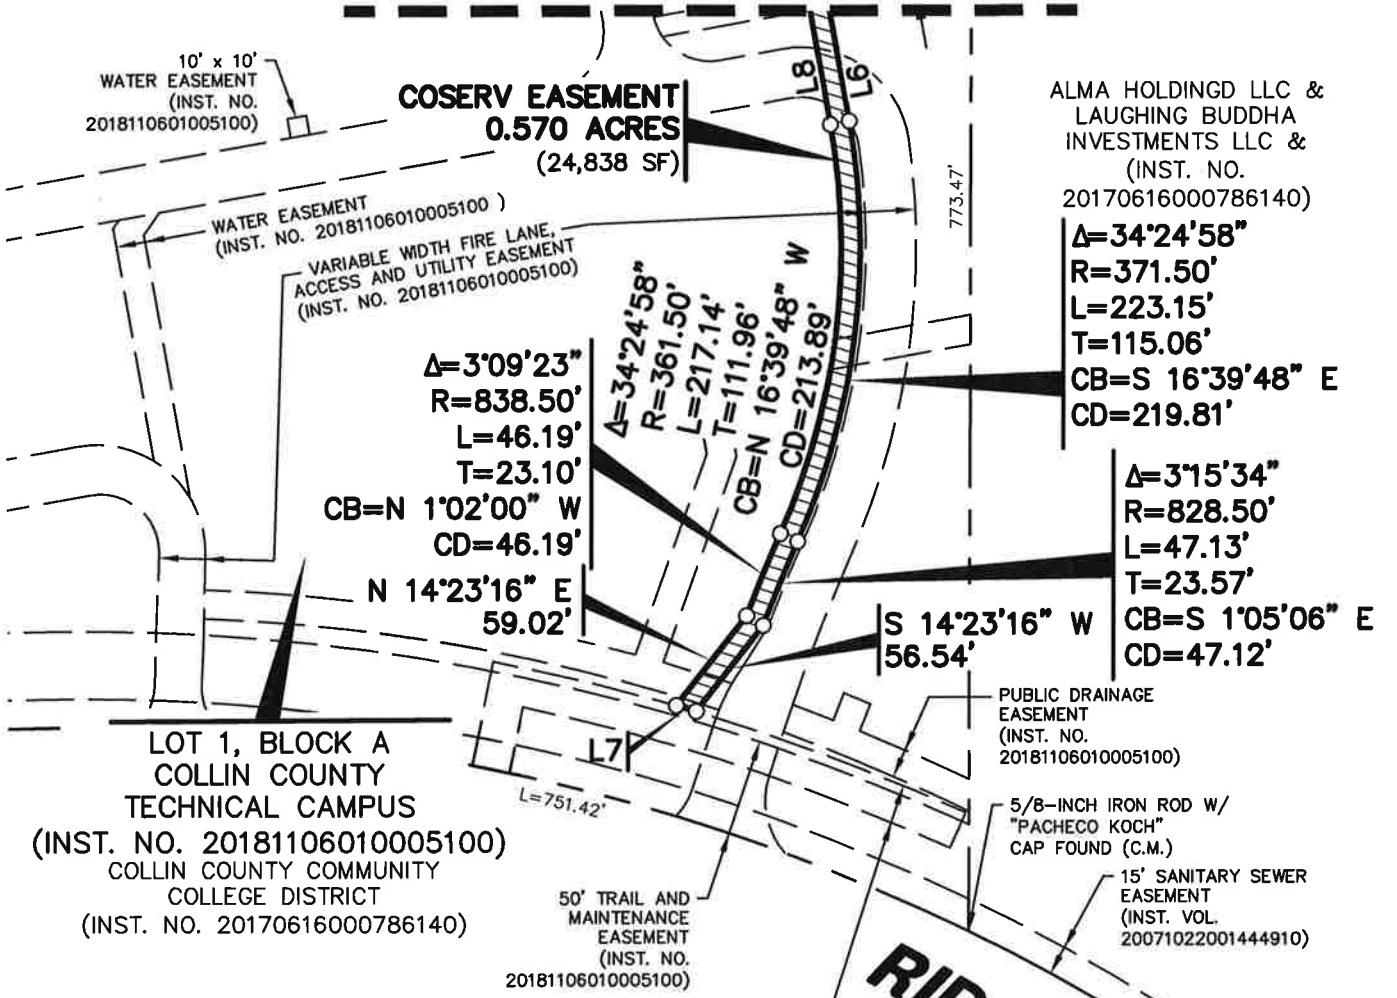 10' x 10'
WATER EASEMENT
(INST. NO.
20181106010005100)
COSERV EASEMENT
0.570 ACRES
(24,838 SF)
L8
L6
773.47'
ALMA HOLDINGD LLC &
LAUGHING BUDDHA
INVESTMENTS LLC &
(INST. NO.
20170616000786140)
WATER EASEMENT
(INST. NO. 20181106010005100 )
VARIABLE WIDTH FIRE LANE,
ACCESS AND UTILITY EASEMENT
(INST. NO. 20181106010005100)
Δ=34°24'58"
R=371.50'
L=223.15'
T=115.06'
CB=S 16°39'48" E
CD=219.81'
Δ=34°24'58"
R=361.50'
L=217.14'
T=111.96'
CB=N 16°39'48" W
CD=213.89'
Δ=3°09'23"
R=838.50'
L=46.19'
T=23.10'
CB=N 1°02'00" W
CD=46.19'
Δ=3°15'34"
R=828.50'
L=47.13'
T=23.57'
CB=S 1°05'06" E
CD=47.12'
N 14°23'16" E
59.02'
S 14°23'16" W
56.54'
L7
L=751.42'
LOT 1, BLOCK A
COLLIN COUNTY
TECHNICAL CAMPUS
(INST. NO. 20181106010005100)
COLLIN COUNTY COMMUNITY
COLLEGE DISTRICT
(INST. NO. 20170616000786140)
PUBLIC DRAINAGE
EASEMENT
(INST. NO.
20181106010005100)
5/8-INCH IRON ROD W/
"PACHECO KOCH"
CAP FOUND (C.M.)
15' SANITARY SEWER
EASEMENT
(INST. VOL.
20071022001444910)
50' TRAIL AND
MAINTENANCE
EASEMENT
(INST. NO.
20181106010005100)